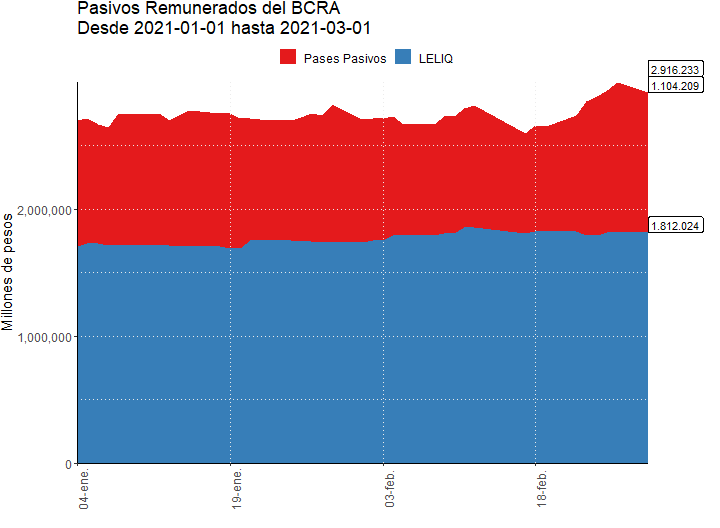 Pasivos Remunerados del BCRA
Desde 2021-01-01 hasta 2021-03-01
Pases Pasivos
LELIQ
2.916.233
1.104.209
1.812.024
Millones de pesos
2,000,000
1,000,000
0
04-ene.
19-ene.
03-feb.
18-feb.